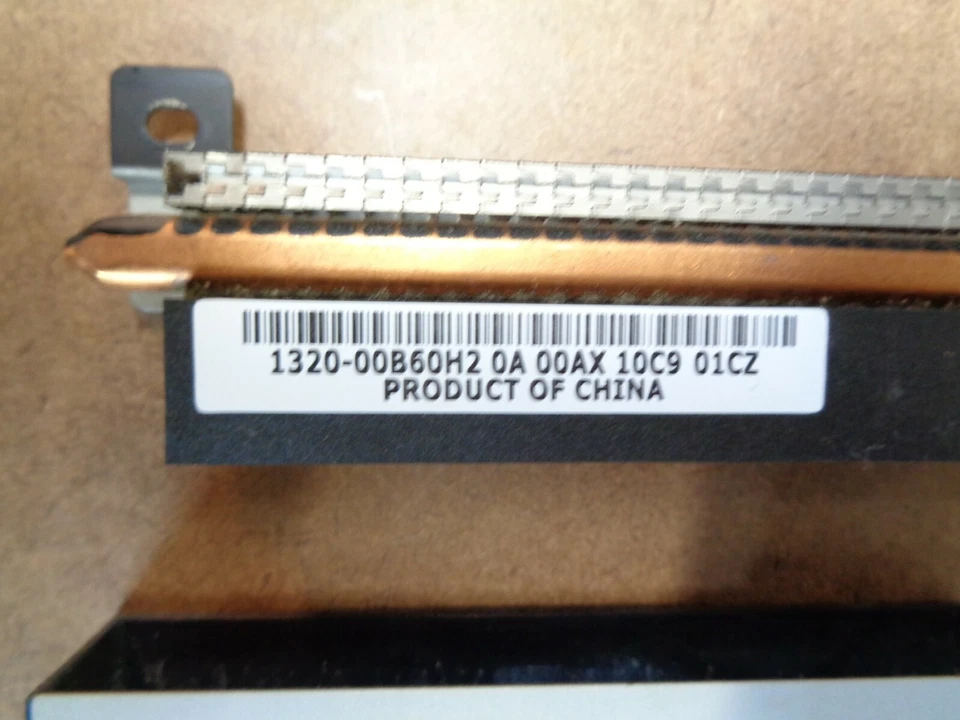 1320-00B60H2 0A 00AX 10C9 01CZ
PRODUCT OF CHINA